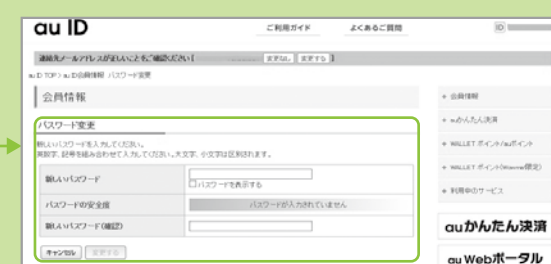 au ID
ご利用ガイド
よくあるご質問
ID
連絡先メールアドレスが正しいことをご確認ください [
変更なし
変更する ]
au ID TOP > au ID会員情報 パスワード変更
会員情報
パスワード変更
新しいパスワードを入力してください。
英数字、記号を組み合わせて入力してください。大文字、小文字は区別されます。
新しいパスワード
パスワードを表示する
パスワードの安全度
パスワードが入力されていません
新しいパスワード(確認)
キャンセル
変更する
+ 会員情報
+ auかんたん決済
+ WALLET ポイント/auポイント
+ WALLET ポイント(Wowma!限定)
+ 利用中のサービス
auかんたん決済
au Webポータル